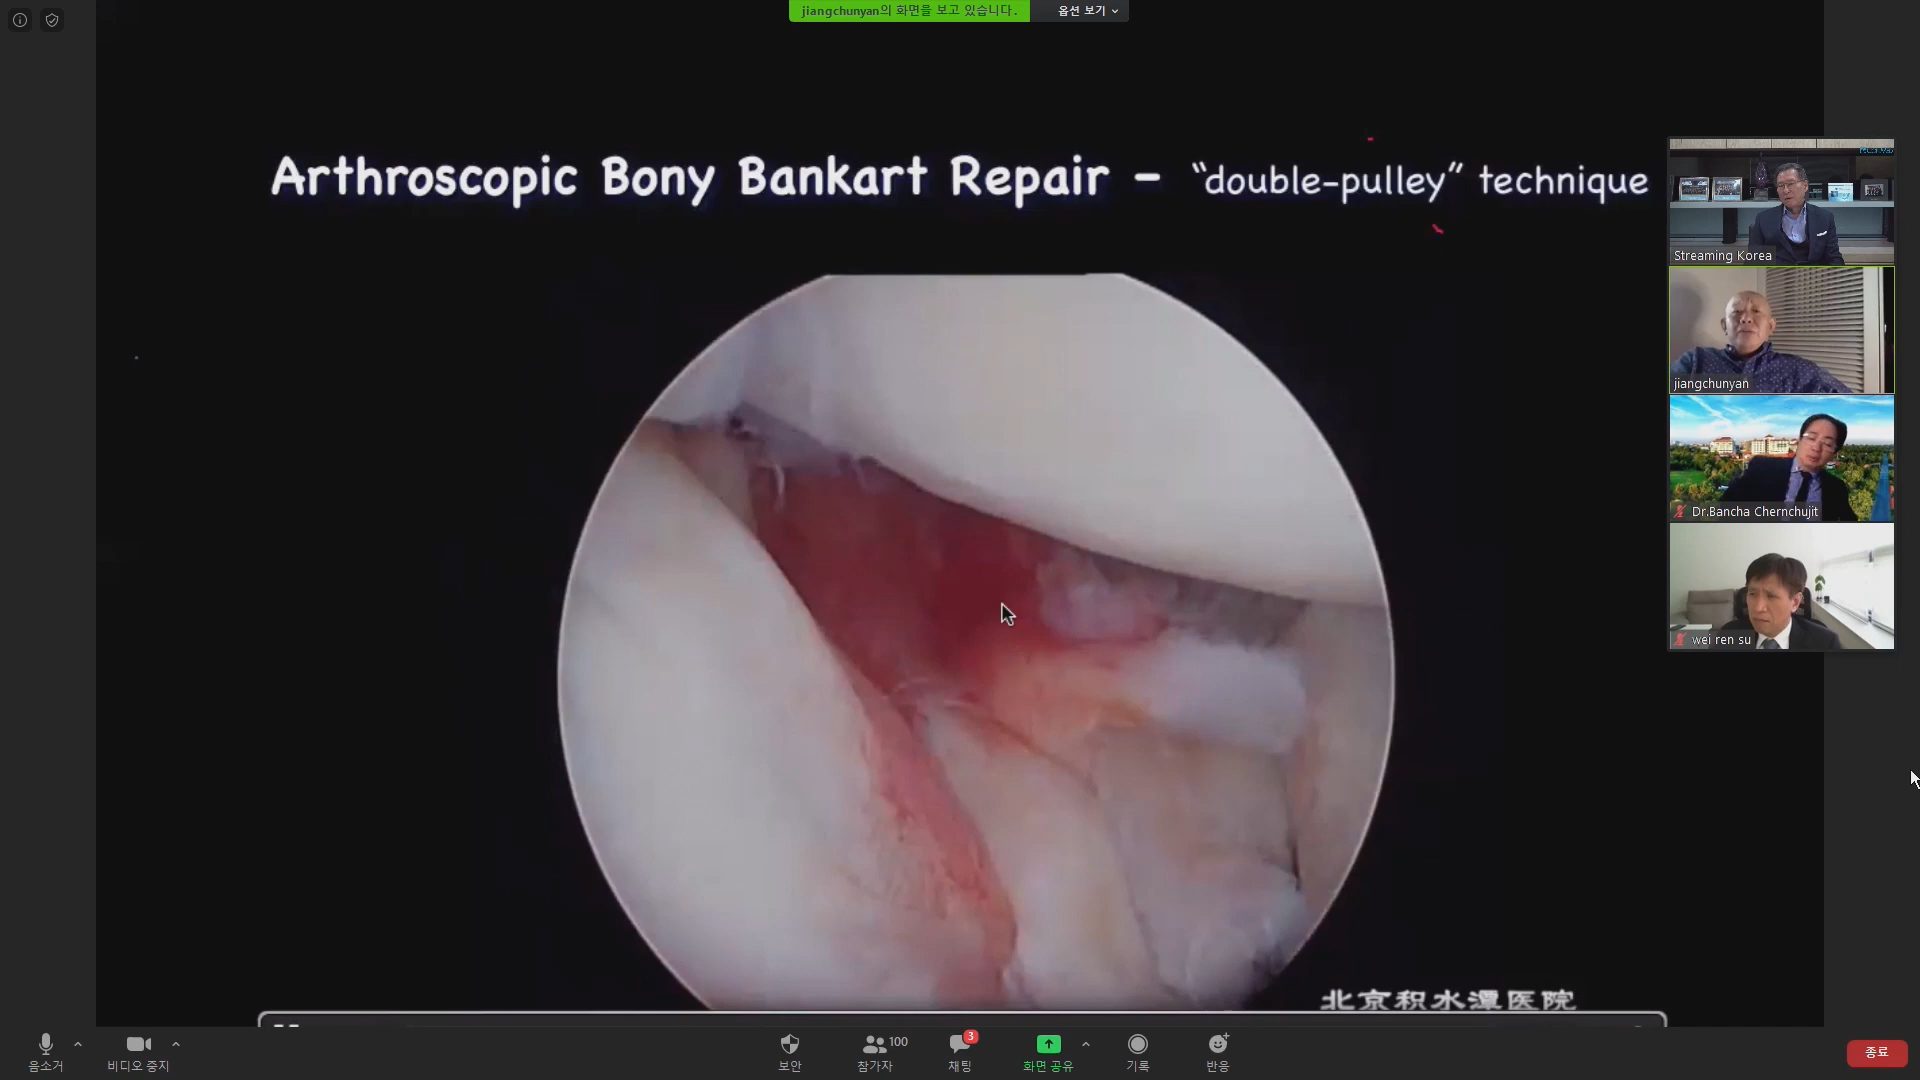 jiangchunyan의 화면을 보고 있습니다.
옵션 보기
Arthroscopic Bony Bankart Repair - “double-pulley” technique
Streaming Korea
jiangchunyan
Dr.Bancha Chernchujit
wei ren su
北京积水潭医院
음소거
비디오 중지
보안
100
참가자
3
채팅
화면 공유
기록
반응
종료